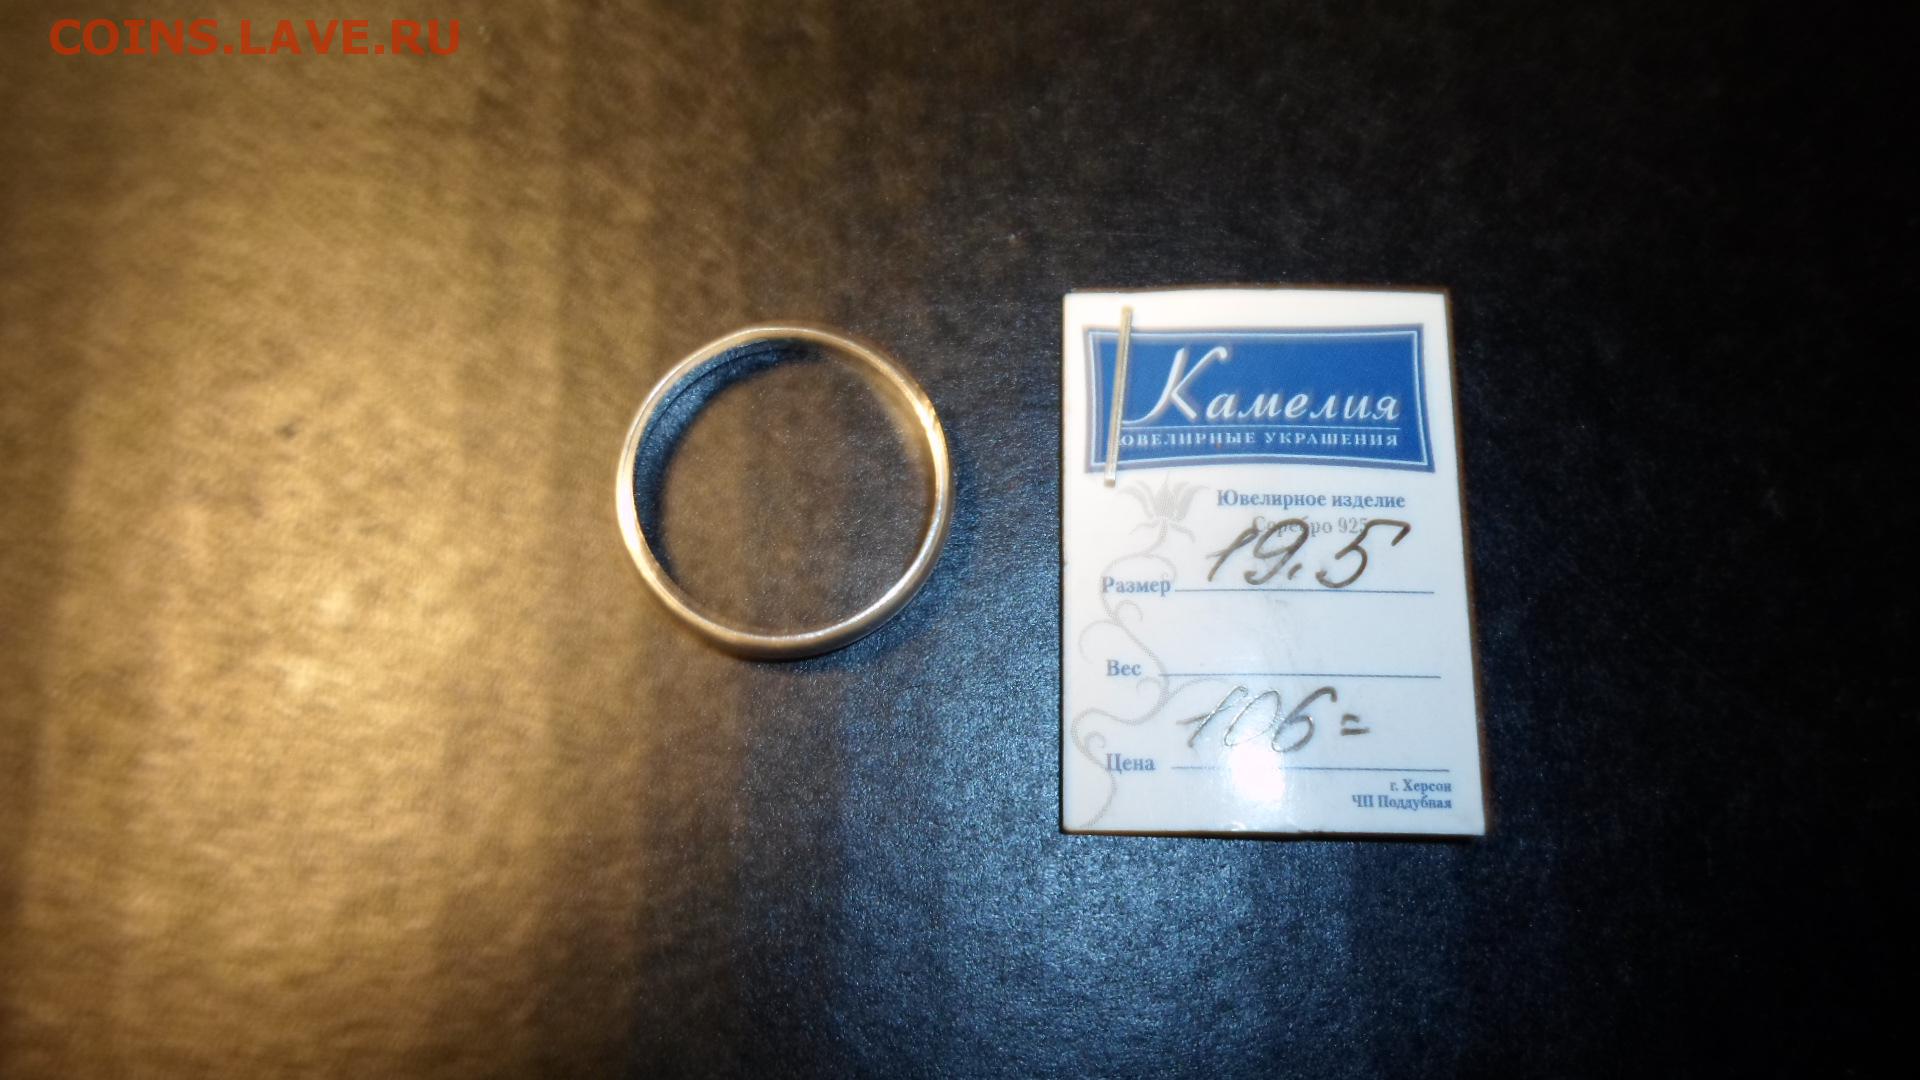 COINS.LAVE.RU
Камелия
ЮВЕЛИРНЫЕ УКРАШЕНИЯ
Ювелирное изделие
Серебро 925
Размер 19.5
Вес
Цена 106=
г. Херсон
ЧП Поддубная